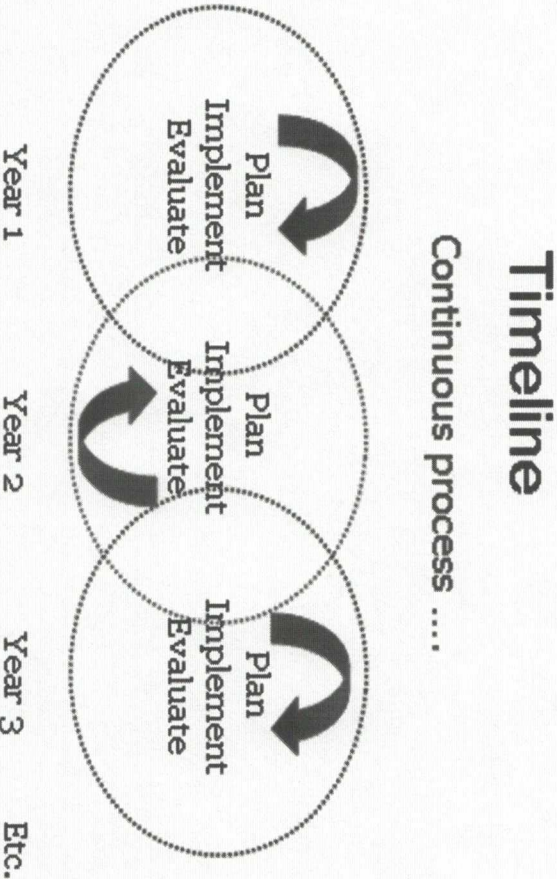 Timeline
Continuous process ....
Plan
Implement
Evaluate
Plan
Implement
Evaluate
Plan
Implement
Evaluate
Year 1
Year 2
Year 3
Etc.